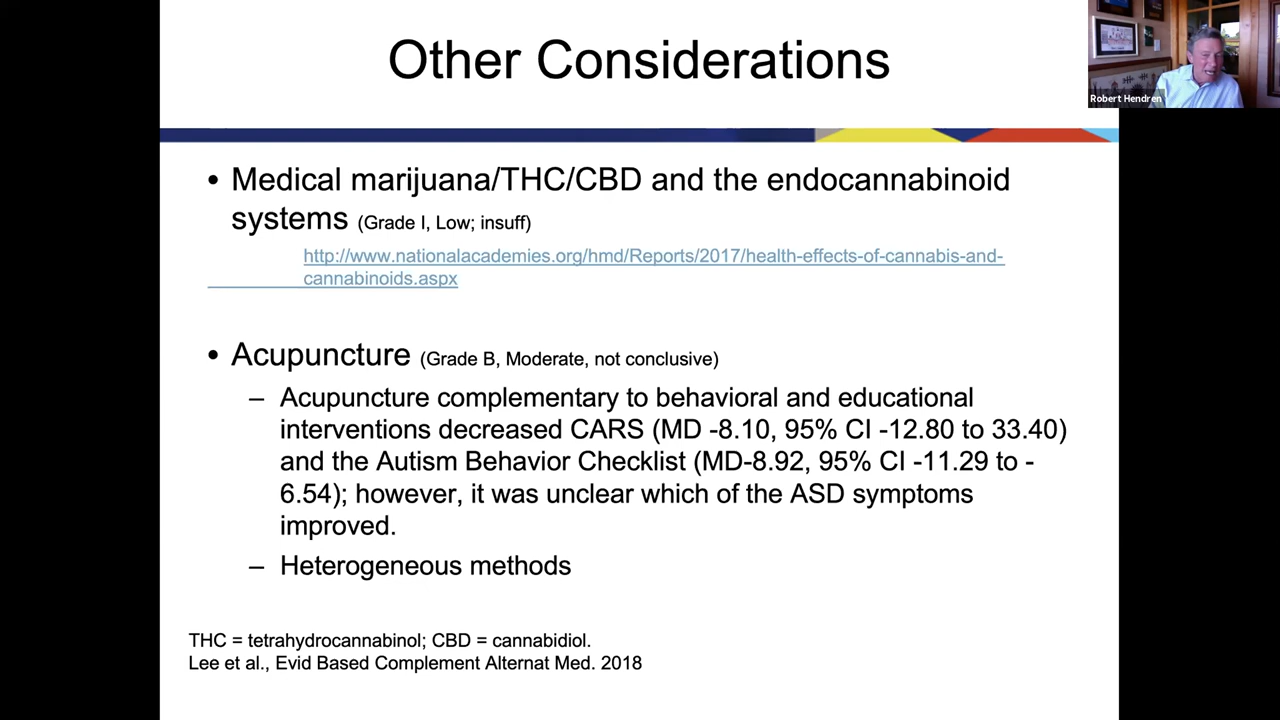 Other Considerations
Robert Hendren
• Medical marijuana/THC/CBD and the endocannabinoid
systems (Grade I, Low; insuff)
http://www.nationalacademies.org/hmd/Reports/2017/health-effects-of-cannabis-and-
cannabinoids.aspx
• Acupuncture (Grade B, Moderate, not conclusive)
– Acupuncture complementary to behavioral and educational
interventions decreased CARS (MD -8.10, 95% CI -12.80 to 33.40)
and the Autism Behavior Checklist (MD-8.92, 95% CI -11.29 to -
6.54); however, it was unclear which of the ASD symptoms
improved.
– Heterogeneous methods
THC = tetrahydrocannabinol; CBD = cannabidiol.
Lee et al., Evid Based Complement Alternat Med. 2018